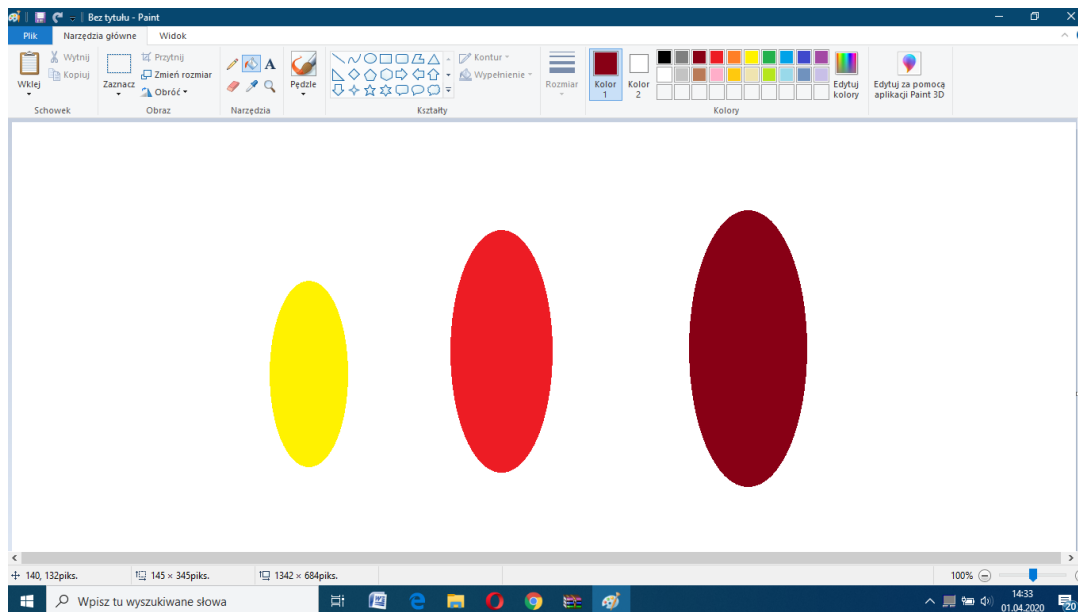 Bez tytułu - Paint
Plik Narzędzia główne Widok
Wklej
Wytnij
Kopiuj
Schowek
Zaznacz
Przytnij
Zmień rozmiar
Obróć
Obraz
A
Narzędzia
Pędzle
Kontur
Wypełnienie
Kształty
Rozmiar
Kolor
1
Kolor
2
Kolory
Edytuj
kolory
Edytuj za pomocą
aplikacji Paint 3D
140, 132piks. 145 × 345piks. 1342 × 684piks. 100%
Wpisz tu wyszukiwane słowa
14:33
01.04.2020
20